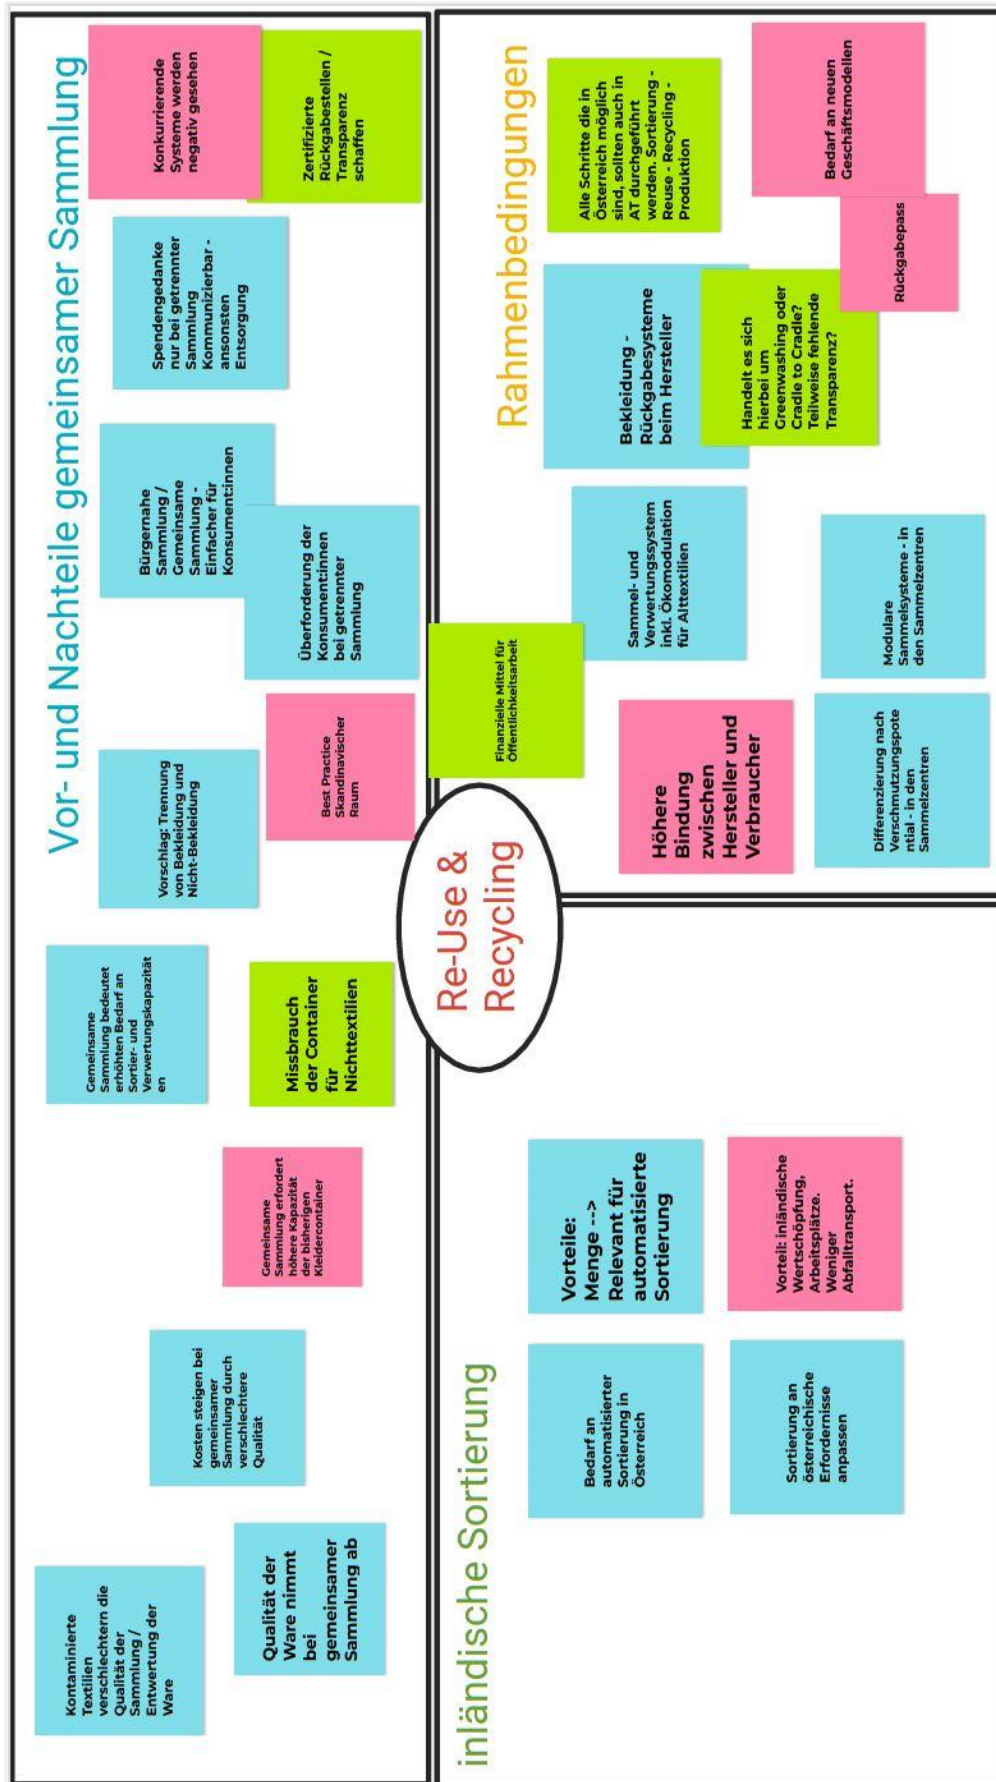 Vor- und Nachteile gemeinsamer Sammlung
Kontaminierte
Textilien
verschlechtern die
Qualität der
Sammlung /
Entwertung der
Ware
Qualität der
Ware nimmt
bei
gemeinsamer
Sammlung ab
Kosten steigen bei
gemeinsamer
Sammlung durch
verschlechtere
Qualität
Gemeinsame
Sammlung erfordert
höhere Kapazität
der bisherigen
Kleidercontainer
Gemeinsame
Sammlung bedeutet
erhöhten Bedarf an
Sortier- und
Verwertungskapazität
en
Missbrauch
der Container
für
Nichttextilien
Vorschlag: Trennung
von Bekleidung und
Nicht-Bekleidung
Best Practice
Skandinavischer
Raum
Bürgernahe
Sammlung /
Gemeinsame
Sammlung -
Einfacher für
Konsument:innen
Überforderung der
Konsument:innen
bei getrennter
Sammlung
Spendengedanke
nur bei getrennter
Sammlung
Kommunizierbar -
ansonsten
Entsorgung
Konkurrierende
Systeme werden
negativ gesehen
Zertifizierte
Rückgabestellen /
Transparenz
schaffen
Re-Use &
Recycling
inländische Sortierung
Bedarf an
automatisierter
Sortierung in
Österreich
Vorteile:
Menge -->
Relevant für
automatisierte
Sortierung
Sortierung an
österreichische
Erfordernisse
anpassen
Vorteil: inländische
Wertschöpfung,
Arbeitsplätze.
Weniger
Abfalltransport.
Rahmenbedingungen
Finanzielle Mittel für
Öffentlichkeitsarbeit
Höhere
Bindung
zwischen
Hersteller und
Verbraucher
Differenzierung nach
Verschmutzungspote
ntial - in den
Sammelzentren
Sammel- und
Verwertungssystem
inkl. Ökomodulation
für Alttextilien
Modulare
Sammelsysteme - in
den Sammelzentren
Bekleidung -
Rückgabesysteme
beim Hersteller
Handelt es sich
hierbei um
Greenwashing oder
Cradle to Cradle?
Teilweise fehlende
Transparenz?
Alle Schritte die in
Österreich möglich
sind, sollten auch in
AT durchgeführt
werden. Sortierung -
Reuse - Recycling -
Produktion
Rückgabepass
Bedarf an neuen
Geschäftsmodellen